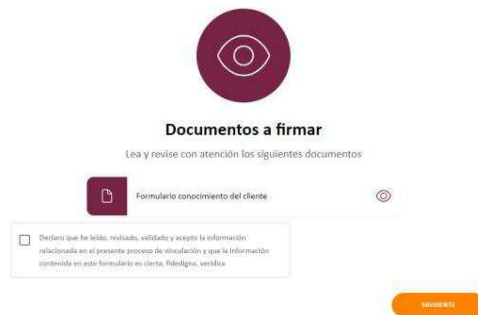 Documentos a firmar
Lea y revise con atención los siguientes documentos
Formulario conocimiento del cliente
Declaro que he leído, revisado, validado y acepto la información
relacionada en el presente proceso de vinculación y que la información
contenida en este formulario es cierta, fidedigna, verídica
SIGUIENTE